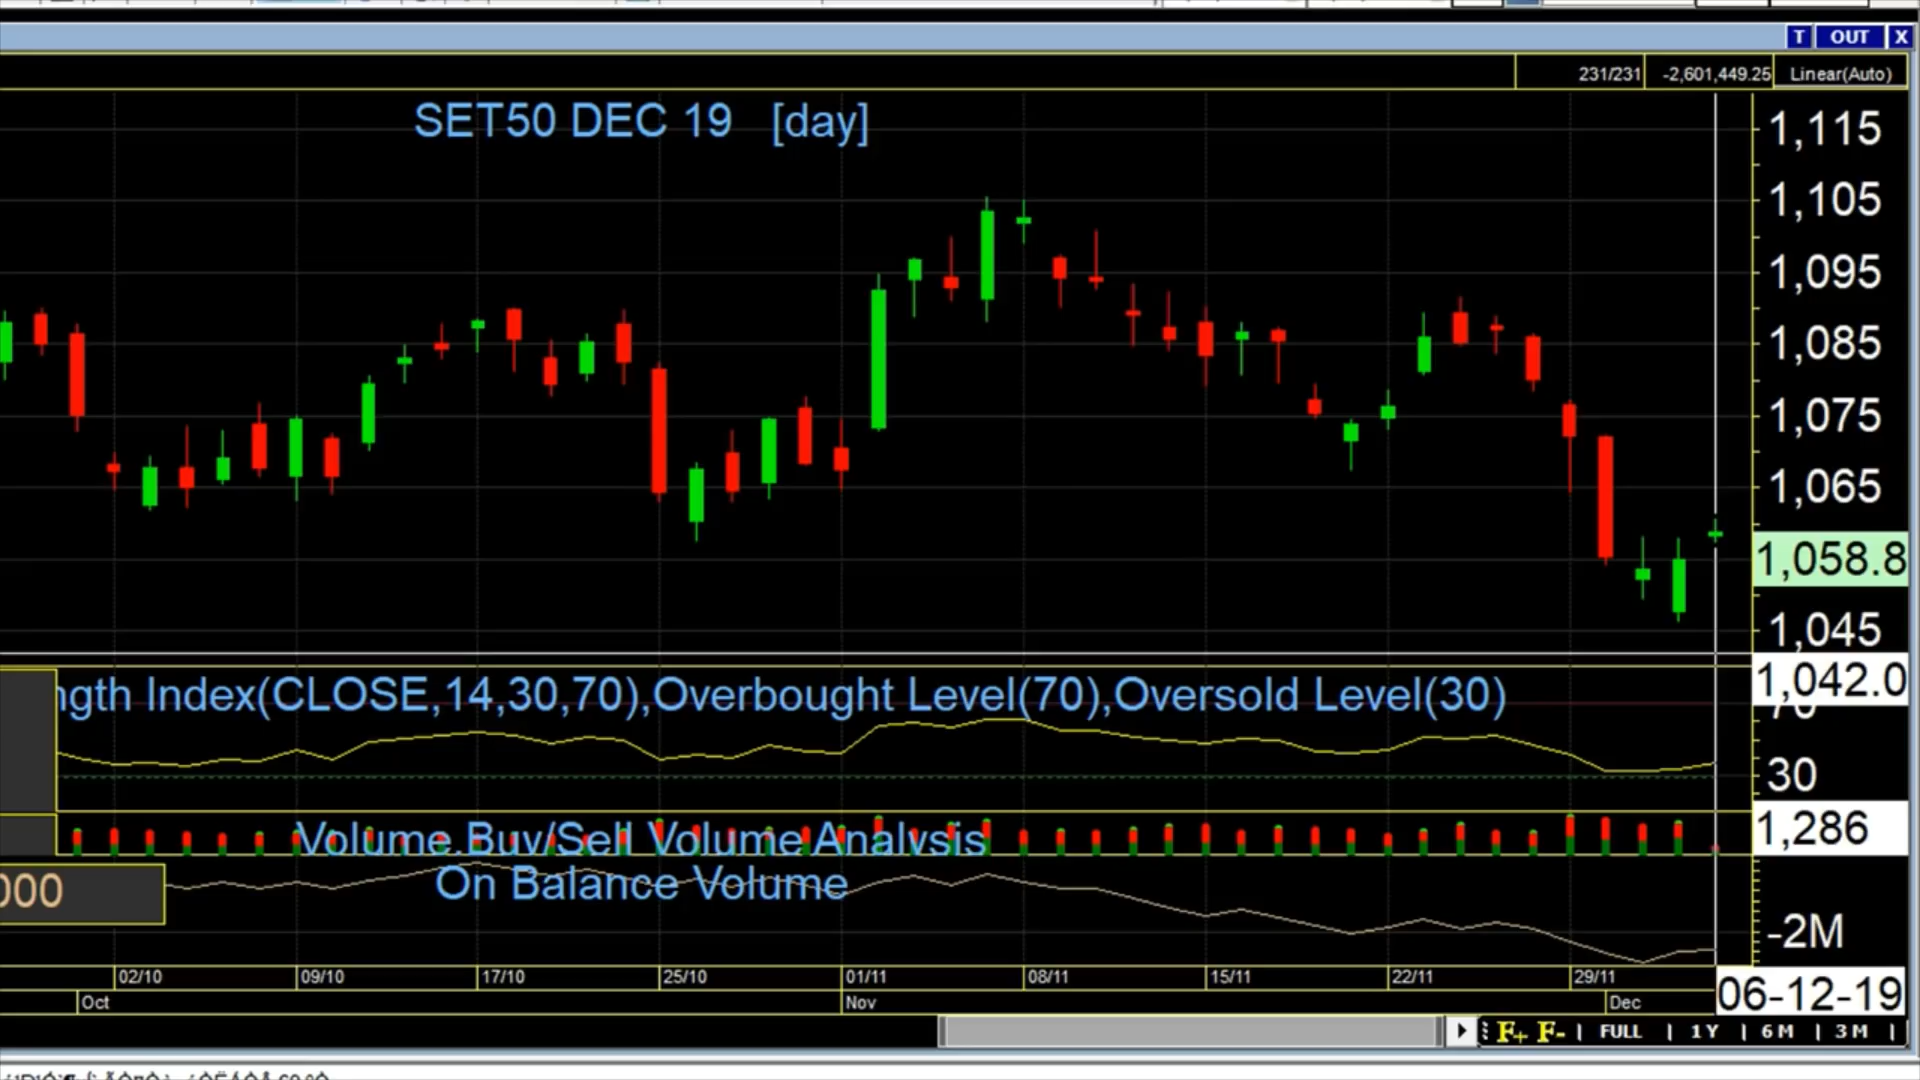 T OUT X
231/231 -2,601,449.25 Linear(Auto)
SET50 DEC 19 [day]
1,115
1,105
1,095
1,085
1,075
1,065
1,058.8
1,045
1,042.0
ngth Index(CLOSE,14,30,70),Overbought Level(70),Oversold Level(30)
70
30
Volume,Buy/Sell Volume Analysis
1,286
On Balance Volume
000
-2M
02/10 09/10 17/10 25/10 01/11 08/11 15/11 22/11 29/11
Oct Nov Dec
06-12-19
F+ F- | FULL | 1Y | 6M | 3M |